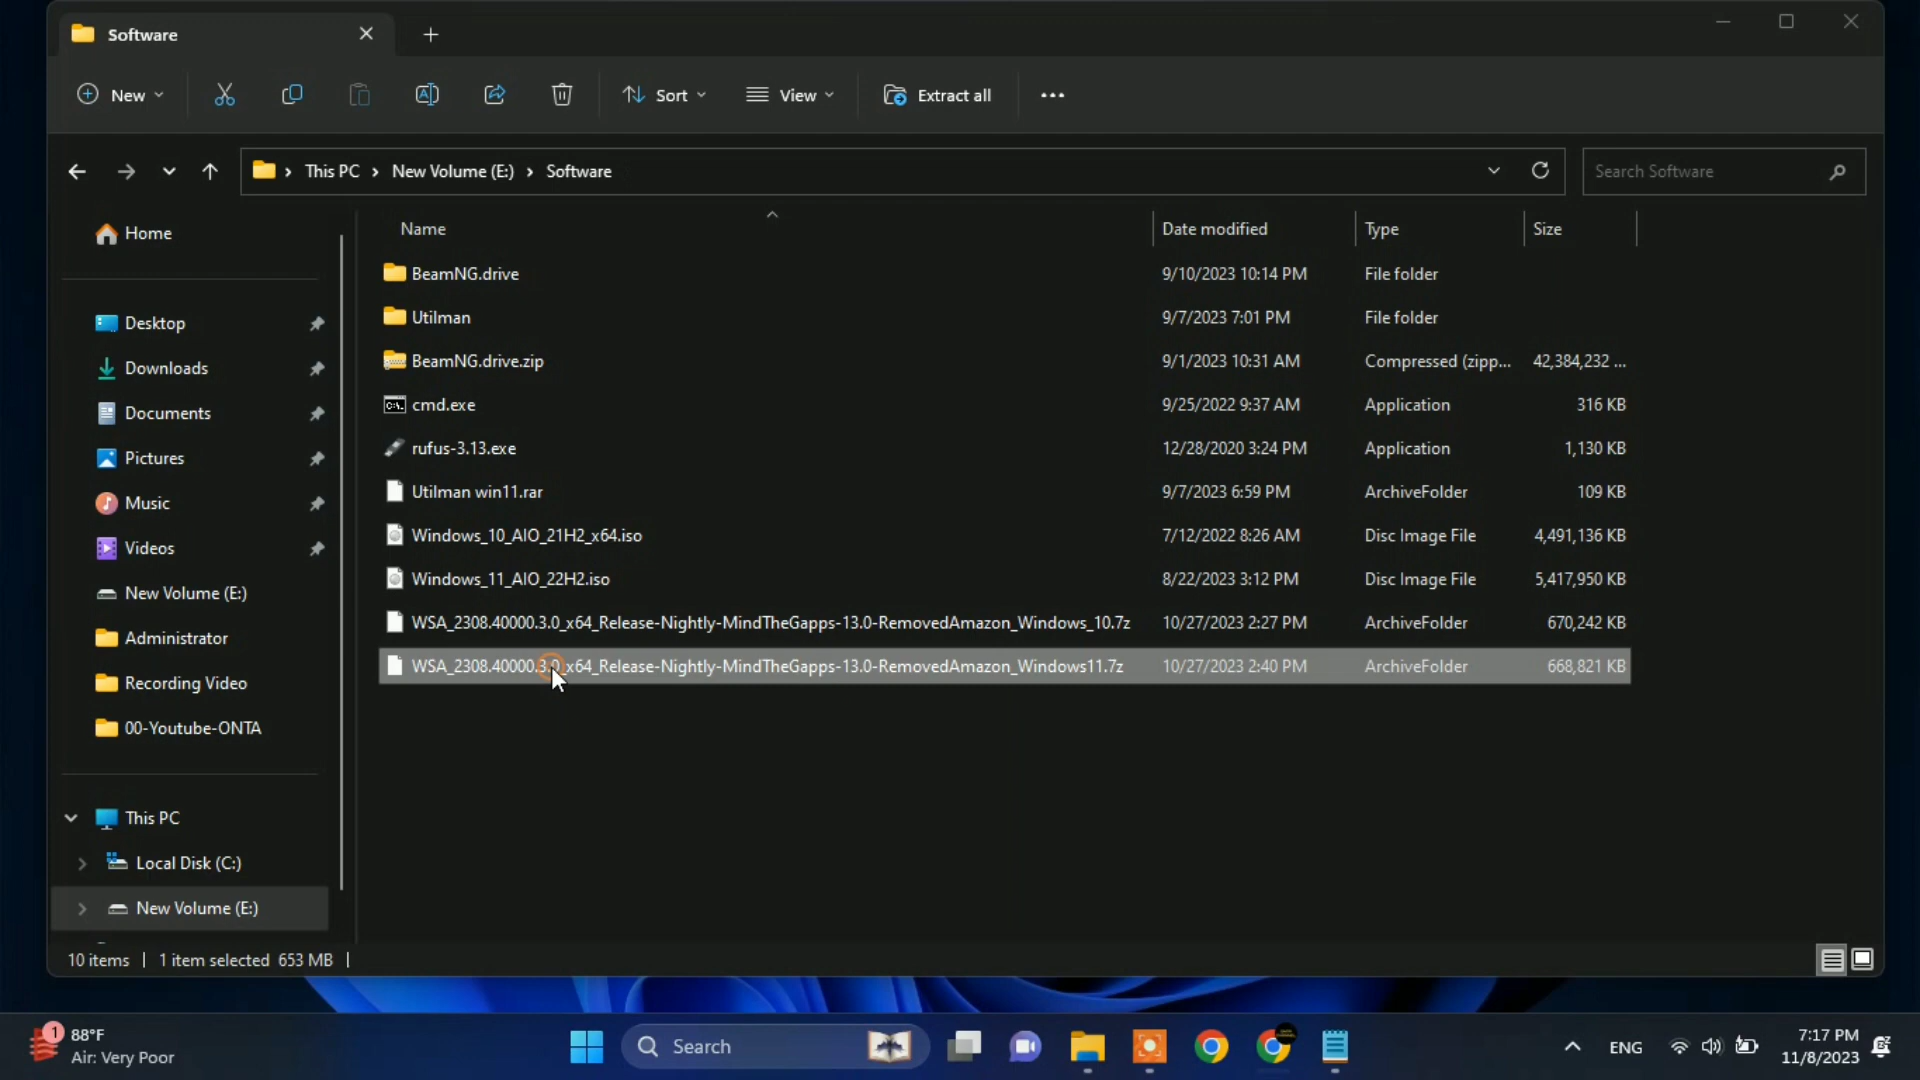 Software
New
Sort
View
Extract all
This PC
New Volume (E:)
Software
Search Software
Name
Date modified
Type
Size
BeamNG.drive 9/10/2023 10:14 PM File folder
Utilman 9/7/2023 7:01 PM File folder
BeamNG.drive.zip 9/1/2023 10:31 AM Compressed (zipp... 42,384,232 ...
cmd.exe 9/25/2022 9:37 AM Application 316 KB
rufus-3.13.exe 12/28/2020 3:24 PM Application 1,130 KB
Utilman win11.rar 9/7/2023 6:59 PM ArchiveFolder 109 KB
Windows_10_AIO_21H2_x64.iso 7/12/2022 8:26 AM Disc Image File 4,491,136 KB
Windows_11_AIO_22H2.iso 8/22/2023 3:12 PM Disc Image File 5,417,950 KB
WSA_2308.40000.3.0_x64_Release-Nightly-MindTheGapps-13.0-RemovedAmazon_Windows_10.7z 10/27/2023 2:27 PM ArchiveFolder 670,242 KB
WSA_2308.40000.3.0_x64_Release-Nightly-MindTheGapps-13.0-RemovedAmazon_Windows11.7z 10/27/2023 2:40 PM ArchiveFolder 668,821 KB
Home
Desktop
Downloads
Documents
Pictures
Music
Videos
New Volume (E:)
Administrator
Recording Video
00-Youtube-ONTA
This PC
Local Disk (C:)
New Volume (E:)
10 items
1 item selected 653 MB
1
88°F
Air: Very Poor
Search
ENG
7:17 PM
11/8/2023